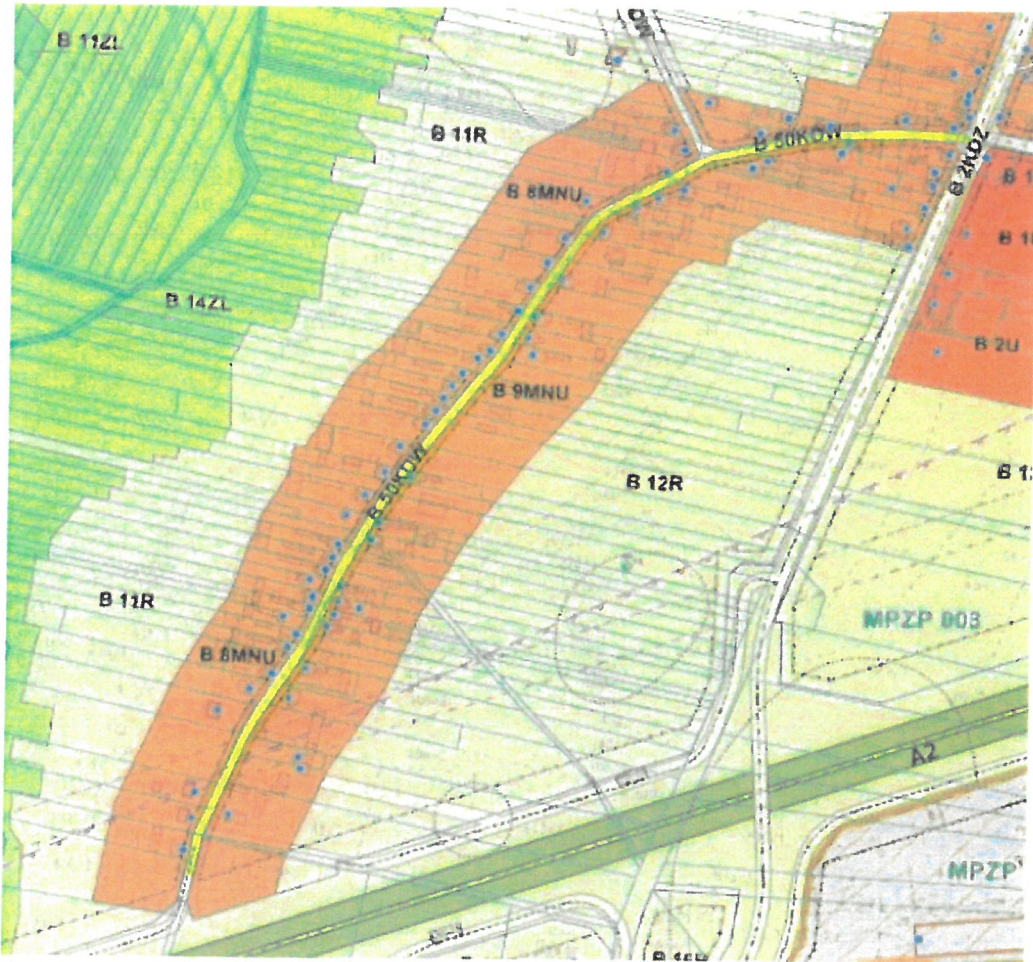 B 11ZL
B 11R
B 50KDW
B 2KDZ
B 8MNU
B 14ZL
B 2U
B 9MNU
B 50KDW
B 12R
B 11R
MPZP 003
B 8MNU
A2
MPZP